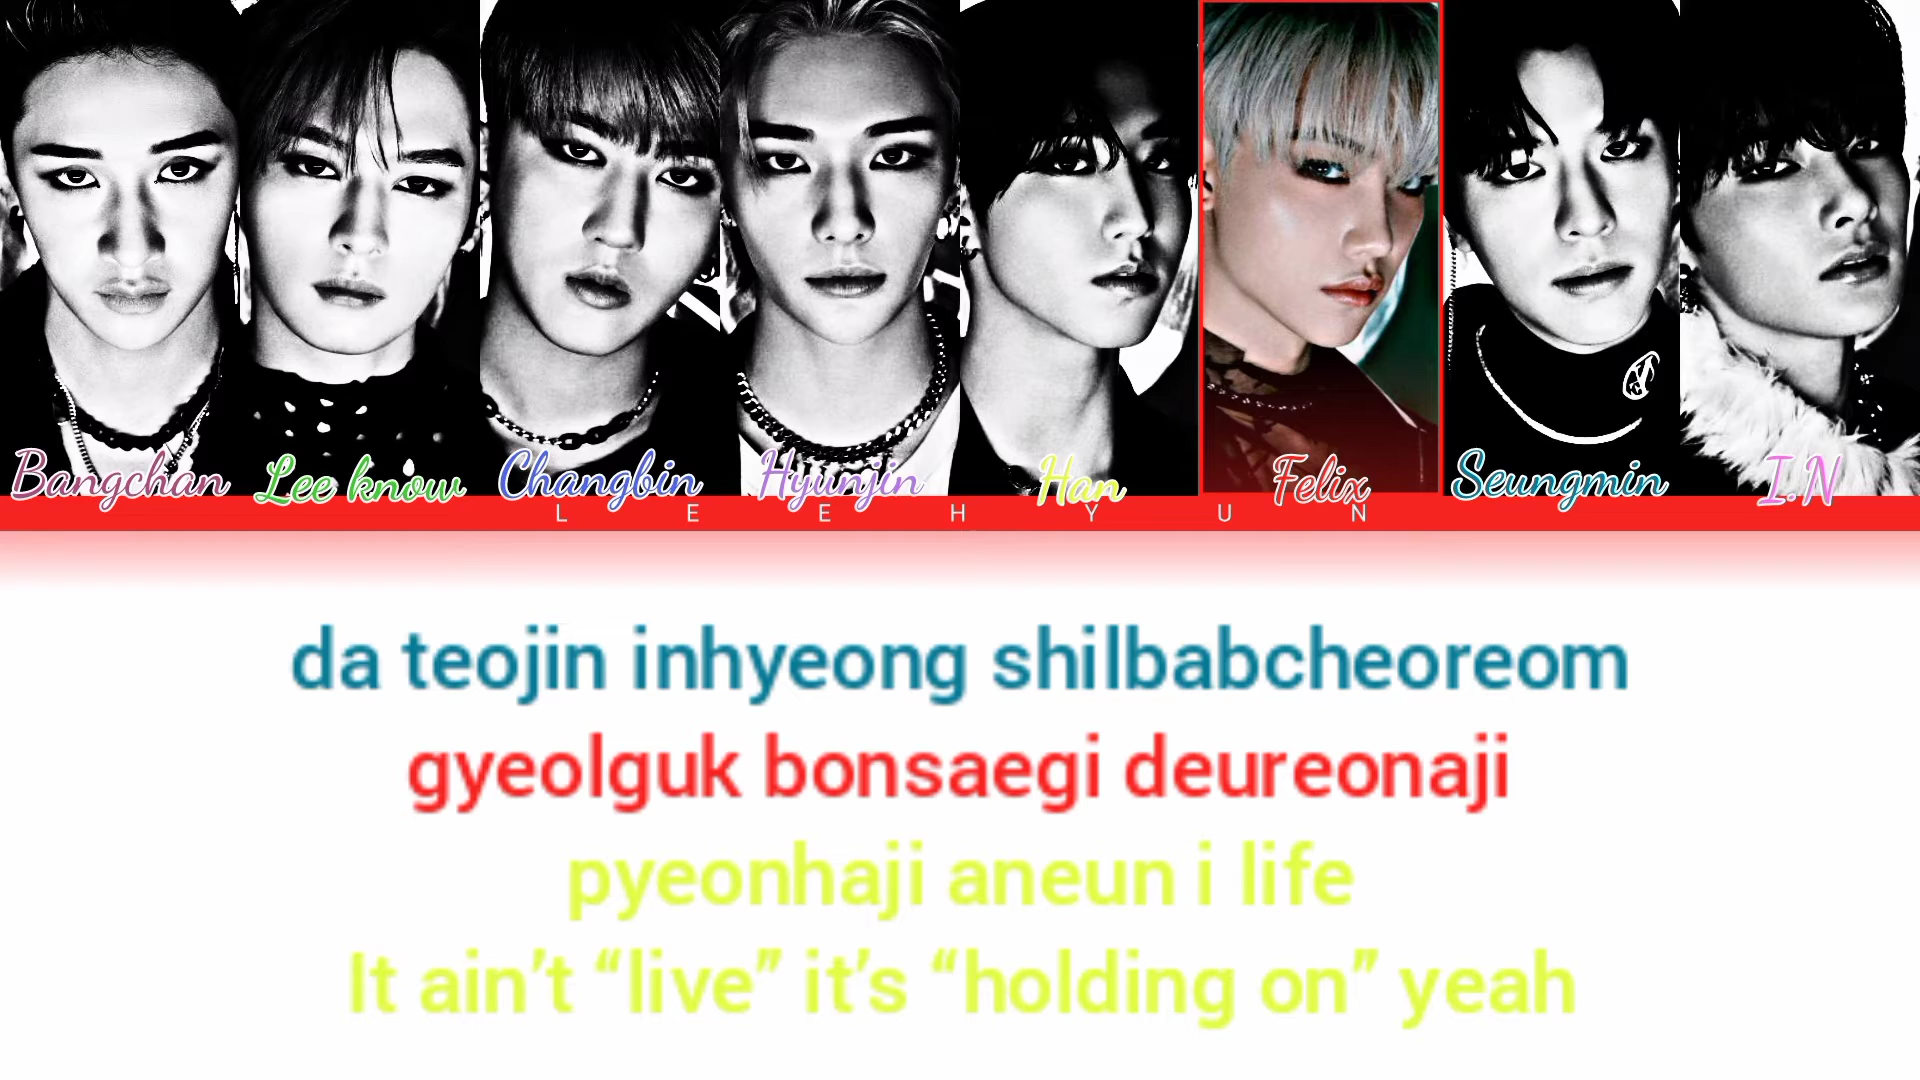 Bangchan Lee know Changbin Hyunjin Han Felix Seungmin I.N
L E E H Y U N
da teojin inhyeong shilbabcheoreom
gyeolguk bonsaegi deureonaji
pyeonhaji aneun i life
It ain't “live” it's “holding on” yeah